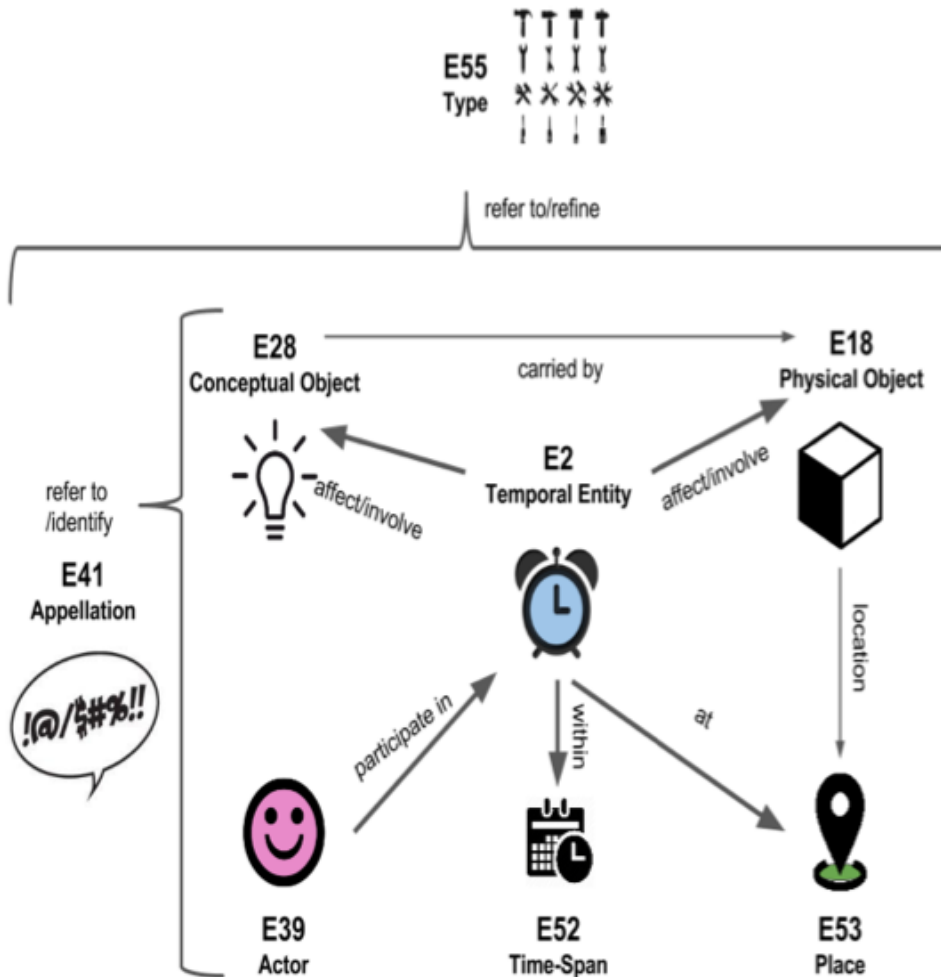 E55
Type
refer to/refine
E28
Conceptual Object
carried by
E18
Physical Object
E2
Temporal Entity
affect/involve
affect/involve
refer to
/identify
E41
Appellation
!@/§#%!!
location
participate in
within
at
E39
Actor
E52
Time-Span
E53
Place